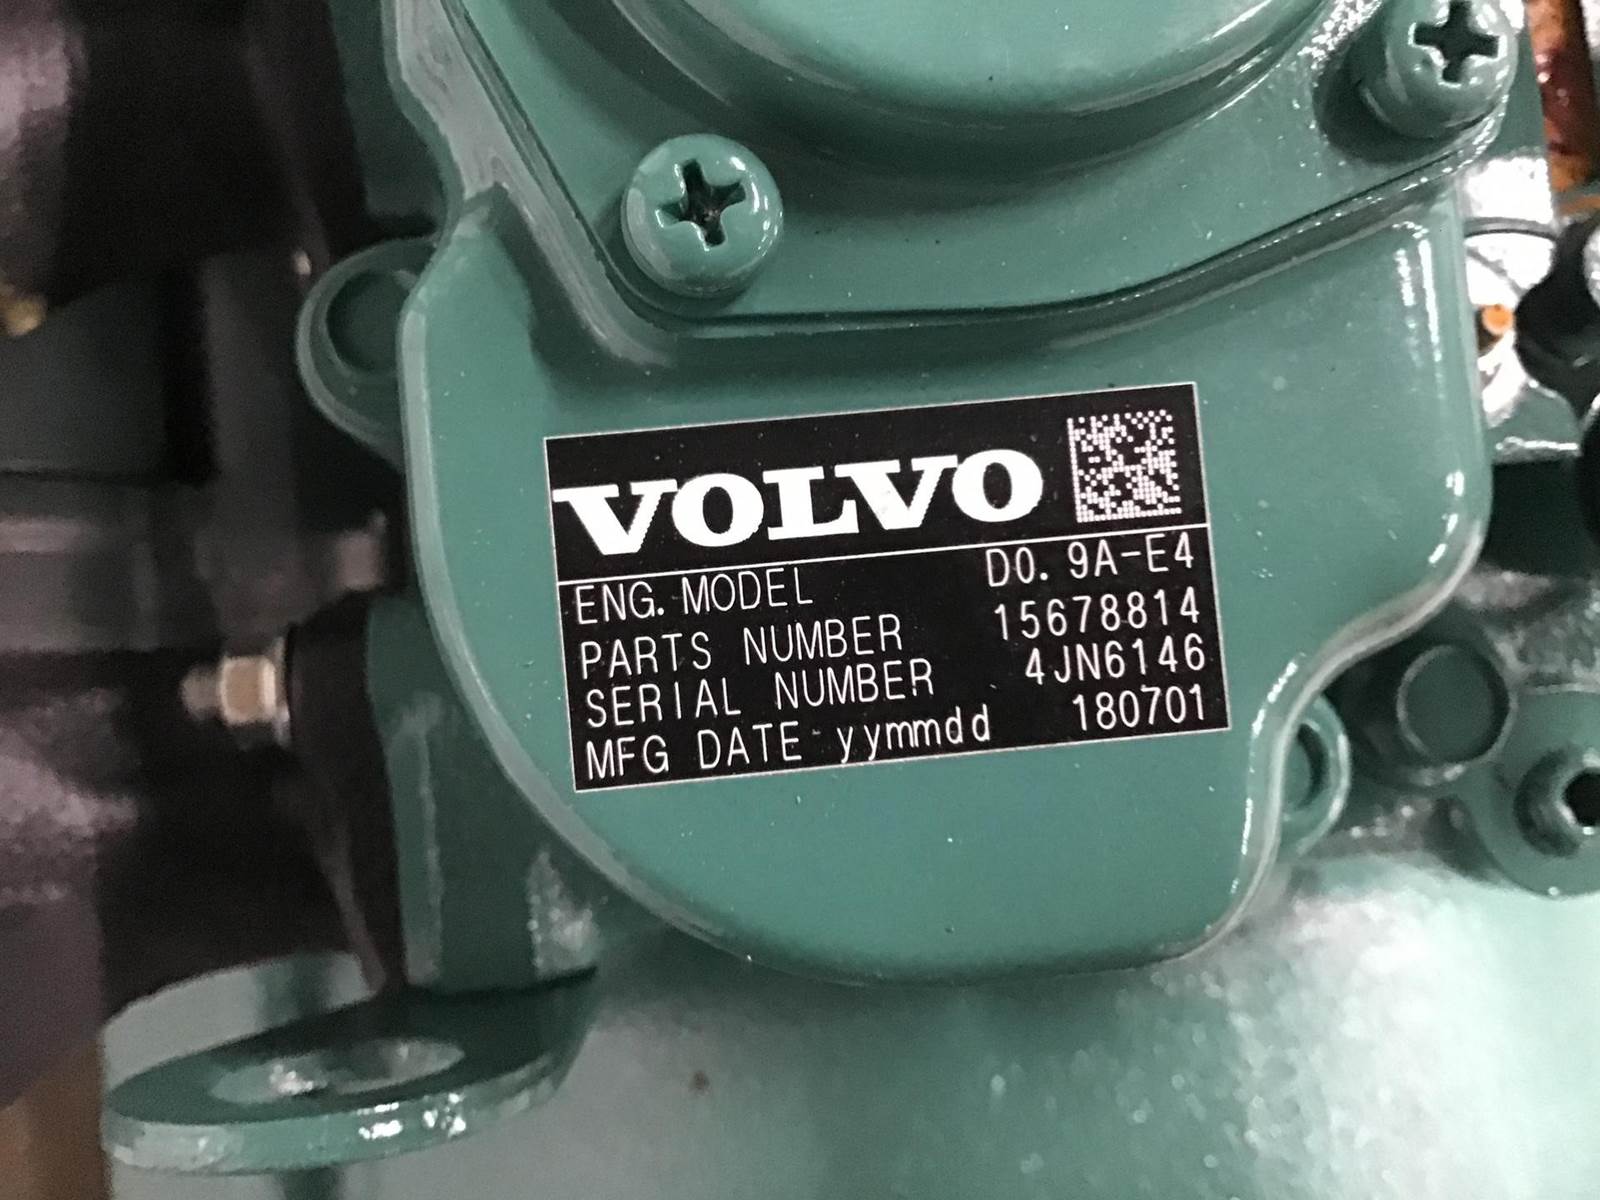 VOLVO
ENG. MODEL D0. 9A-E4
PARTS NUMBER 15678814
SERIAL NUMBER 4JN6146
MFG DATE yymmdd 180701